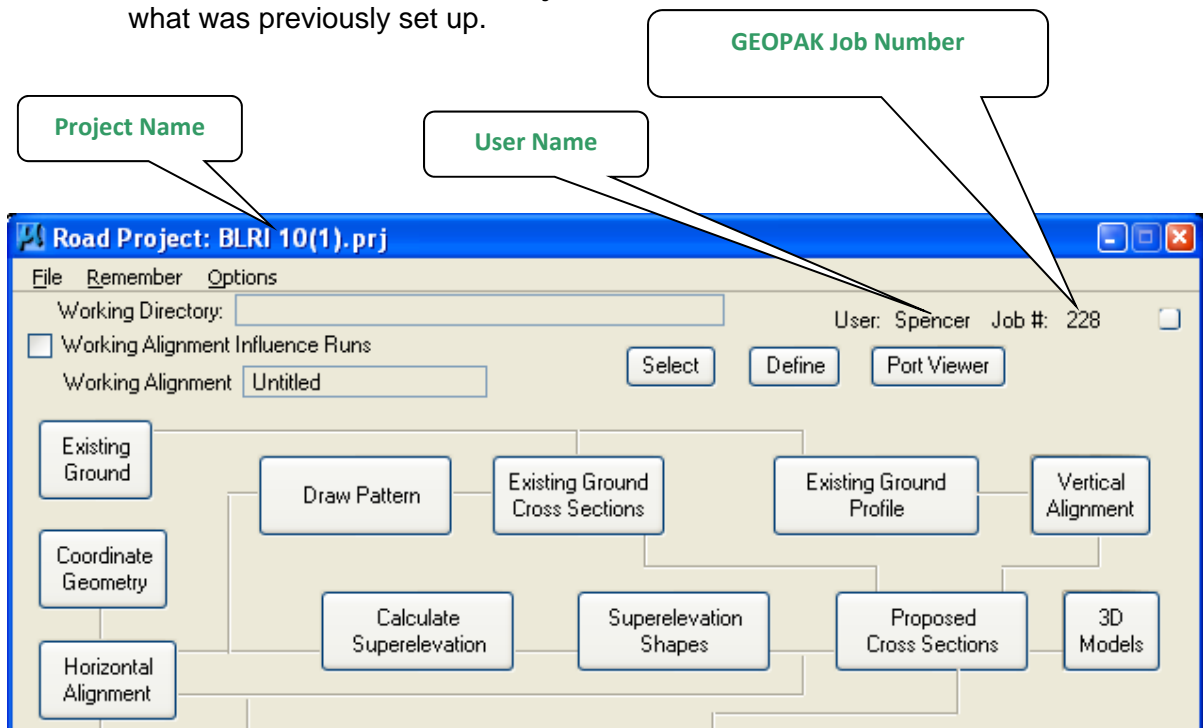 what was previously set up.
GEOPAK Job Number
Project Name
User Name
Road Project: BLRI 10(1).prj
File Remember Options
Working Directory:
User: Spencer Job #: 228
Working Alignment Influence Runs
Working Alignment Untitled
Select Define Port Viewer
Existing
Ground
Draw Pattern
Existing Ground
Cross Sections
Existing Ground
Profile
Vertical
Alignment
Coordinate
Geometry
Calculate
Superelevation
Superelevation
Shapes
Proposed
Cross Sections
3D
Models
Horizontal
Alignment